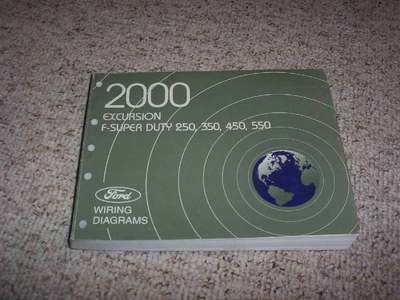 2000
EXCURSION
F-SUPER DUTY 250, 350, 450, 550
Ford
WIRING
DIAGRAMS